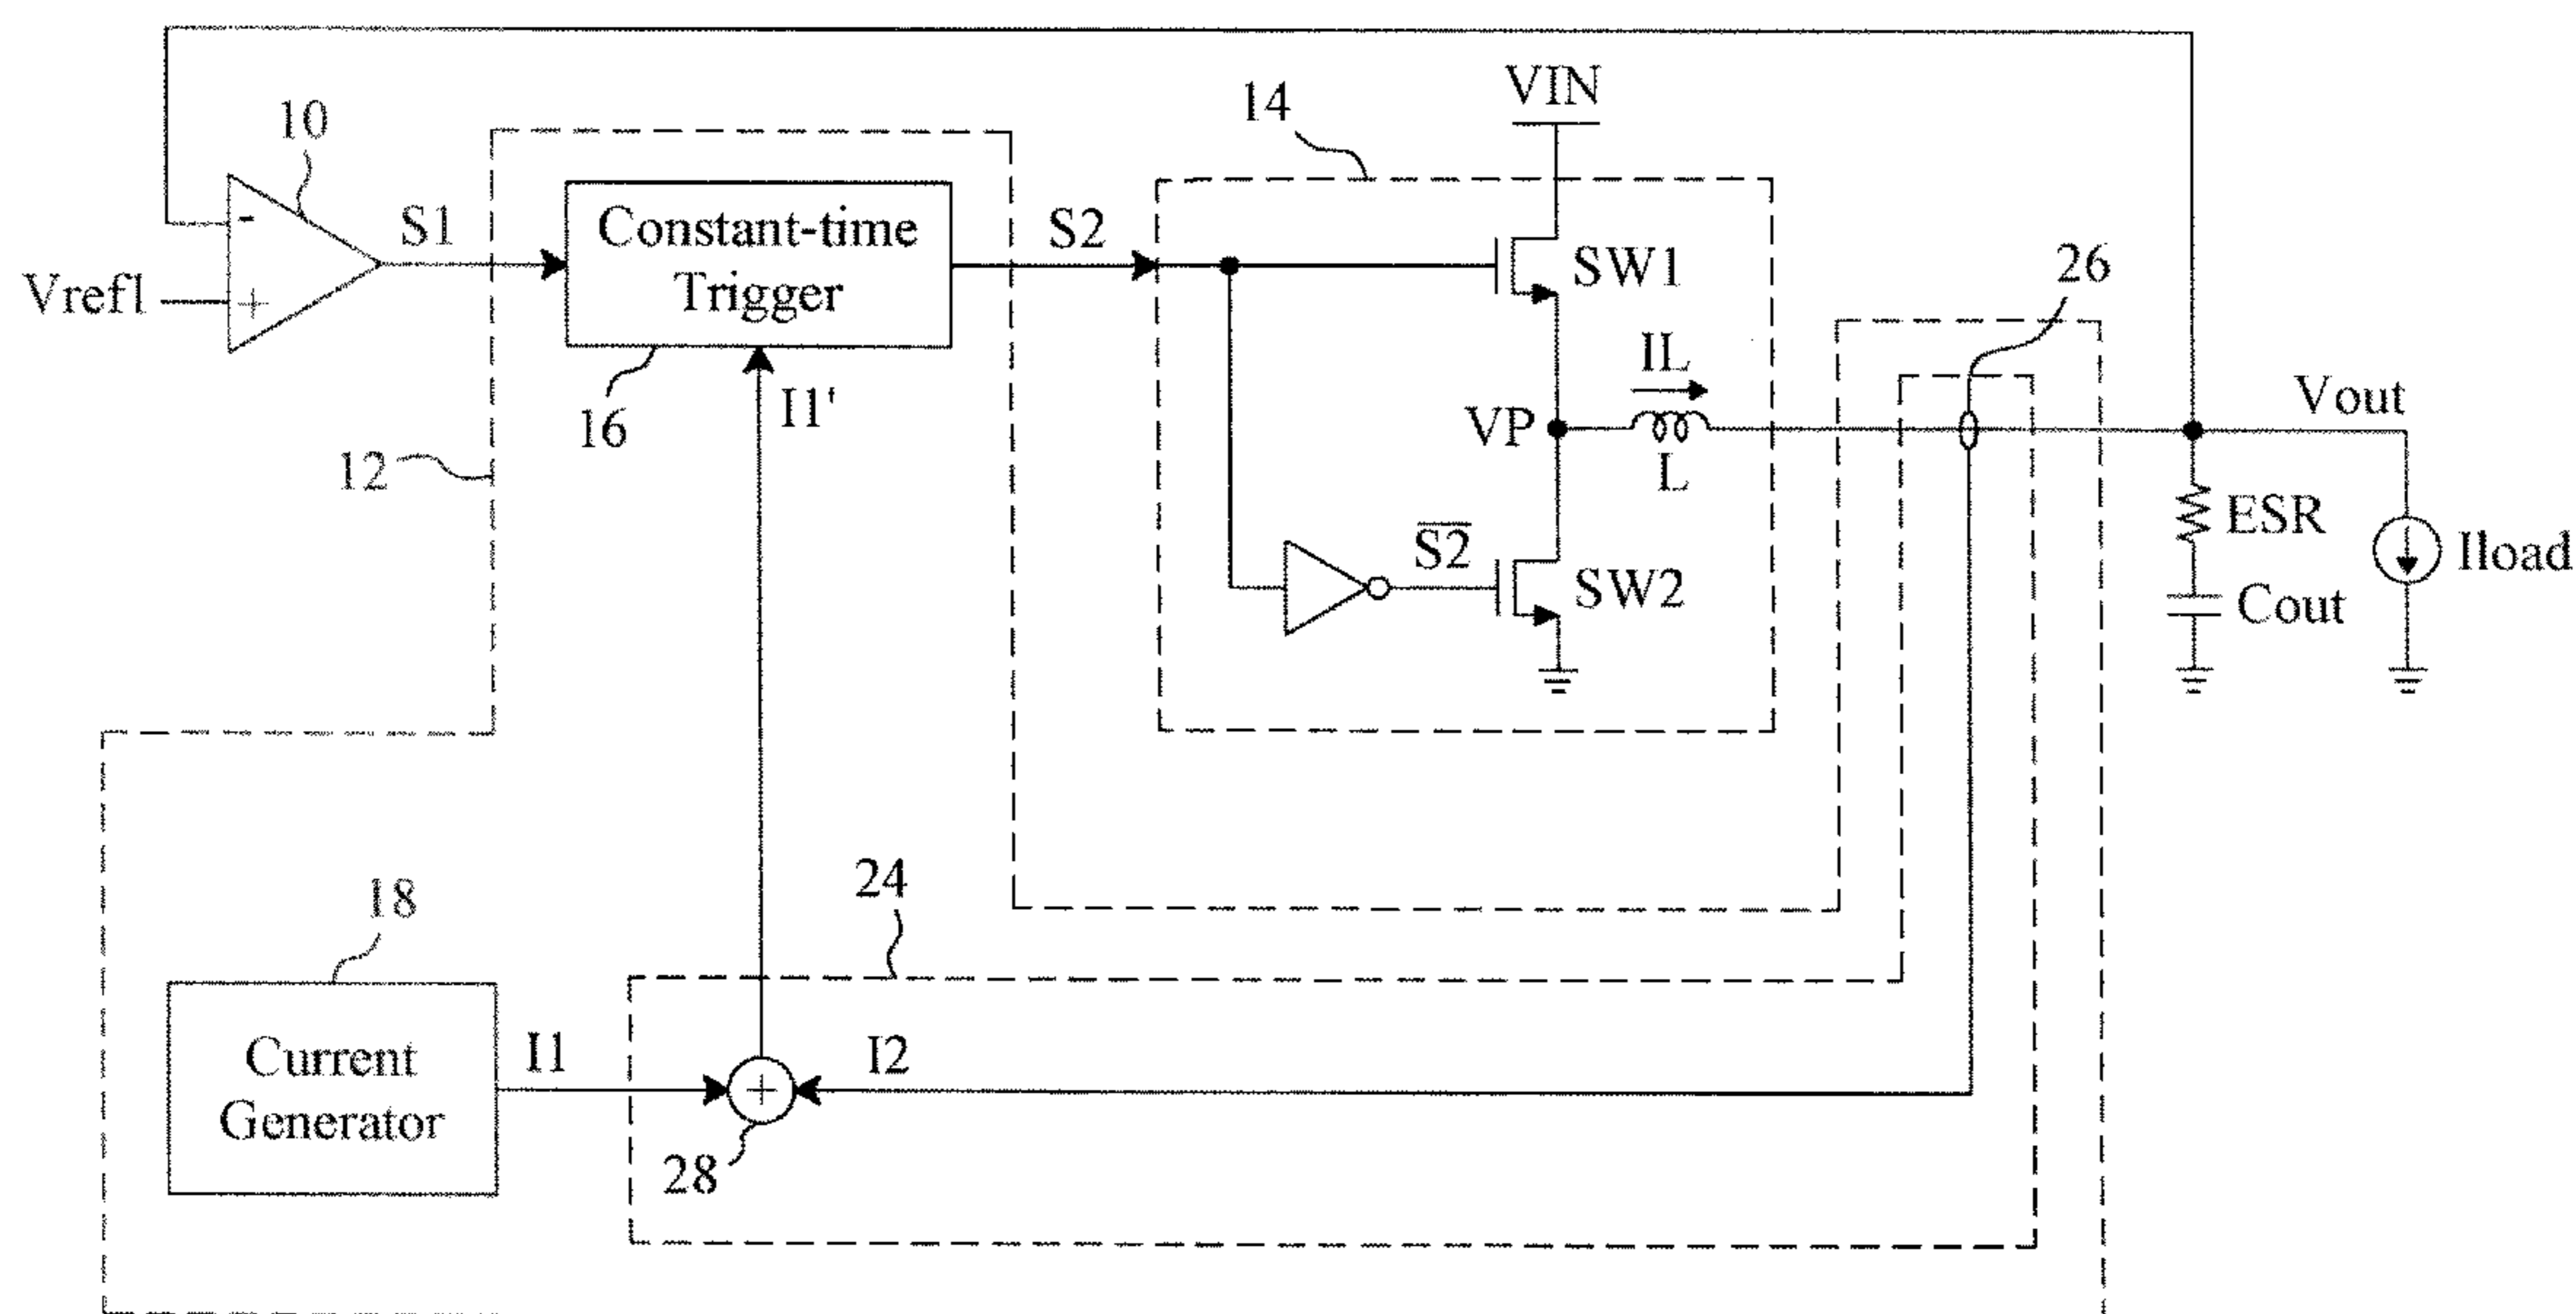 VIN
14
10
S1
Constant-time
Trigger
S2
SW1
26
Vrefl
-
+
IL
I1'
16
VP
L
Vout
12
S2
SW2
ESR
Iload
Cout
24
18
Current
Generator
I1
+
I2
28